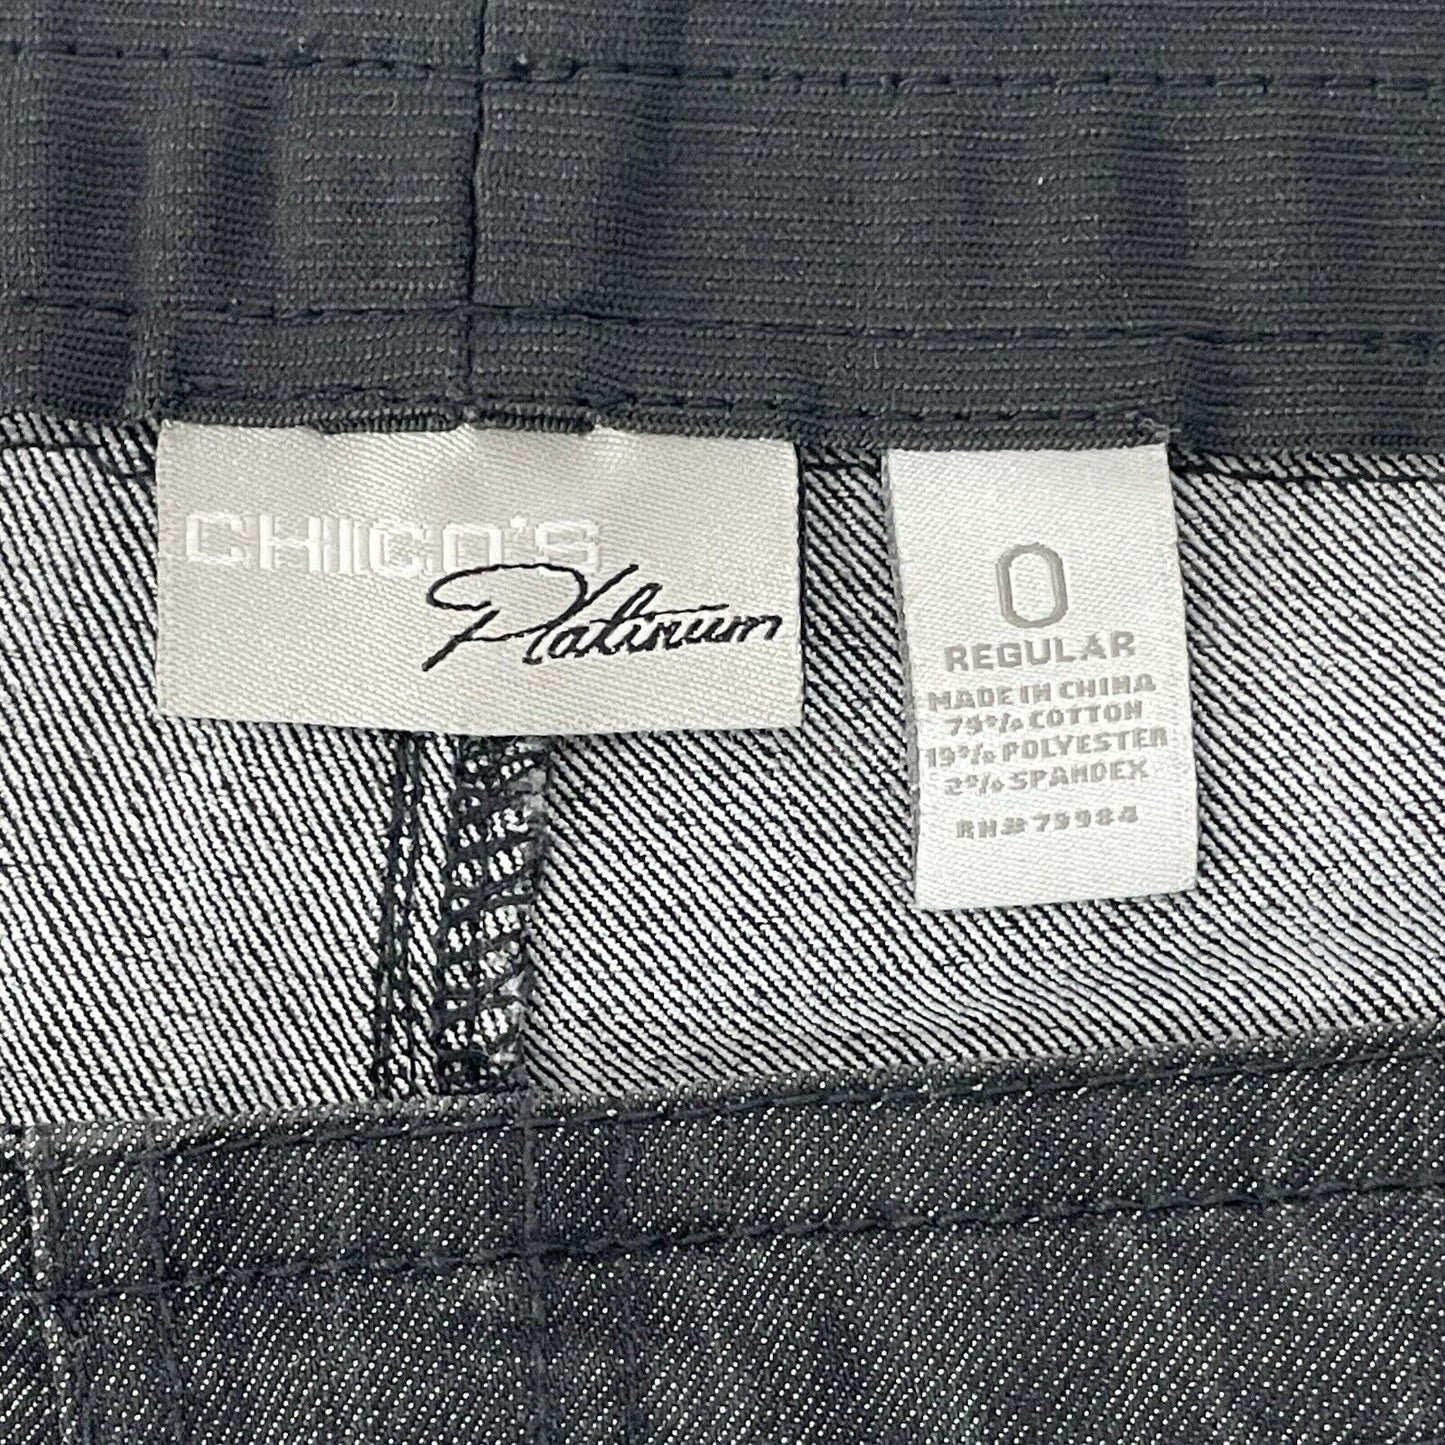 CHICO'S
Platinum
0
REGULAR
MADE IN CHINA
79% COTTON
19% POLYESTER
2% SPANDEX
RN# 79984